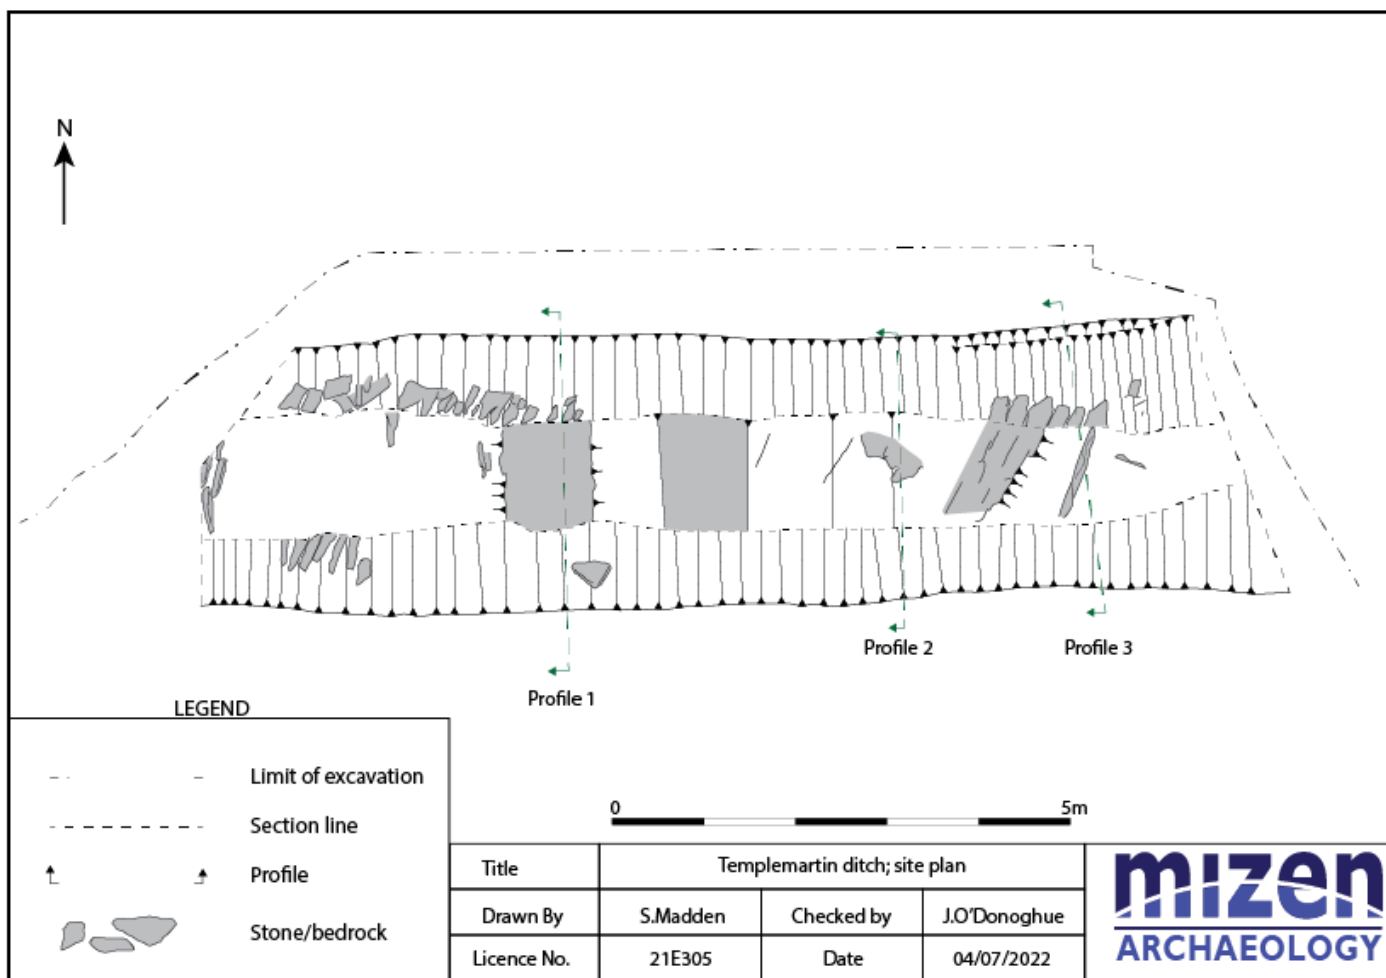 N
Profile 1
Profile 2
Profile 3
LEGEND
Limit of excavation
Section line
Profile
Stone/bedrock
0 5m
Title Templemartin ditch; site plan
Drawn By S.Madden Checked by J.O'Donoghue
Licence No. 21E305 Date 04/07/2022
mizen
ARCHAEOLOGY